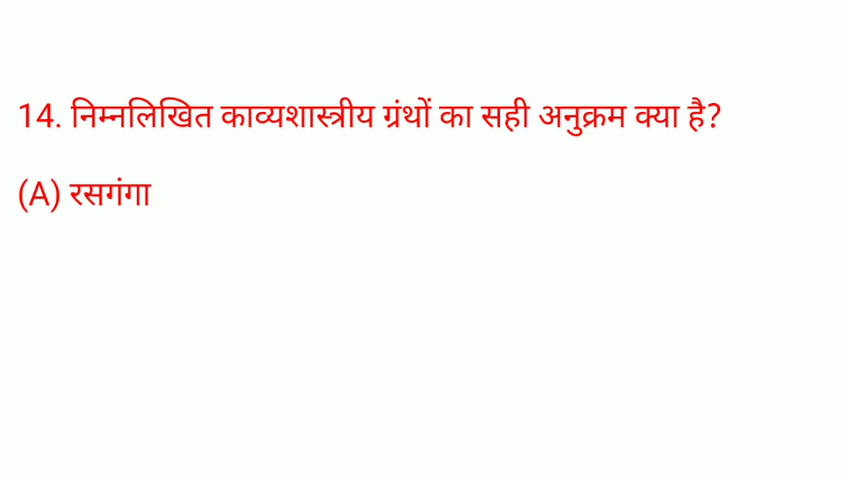 14. निम्नलिखित काव्यशास्त्रीय ग्रंथों का सही अनुक्रम क्या है?
(A) रसगंगा